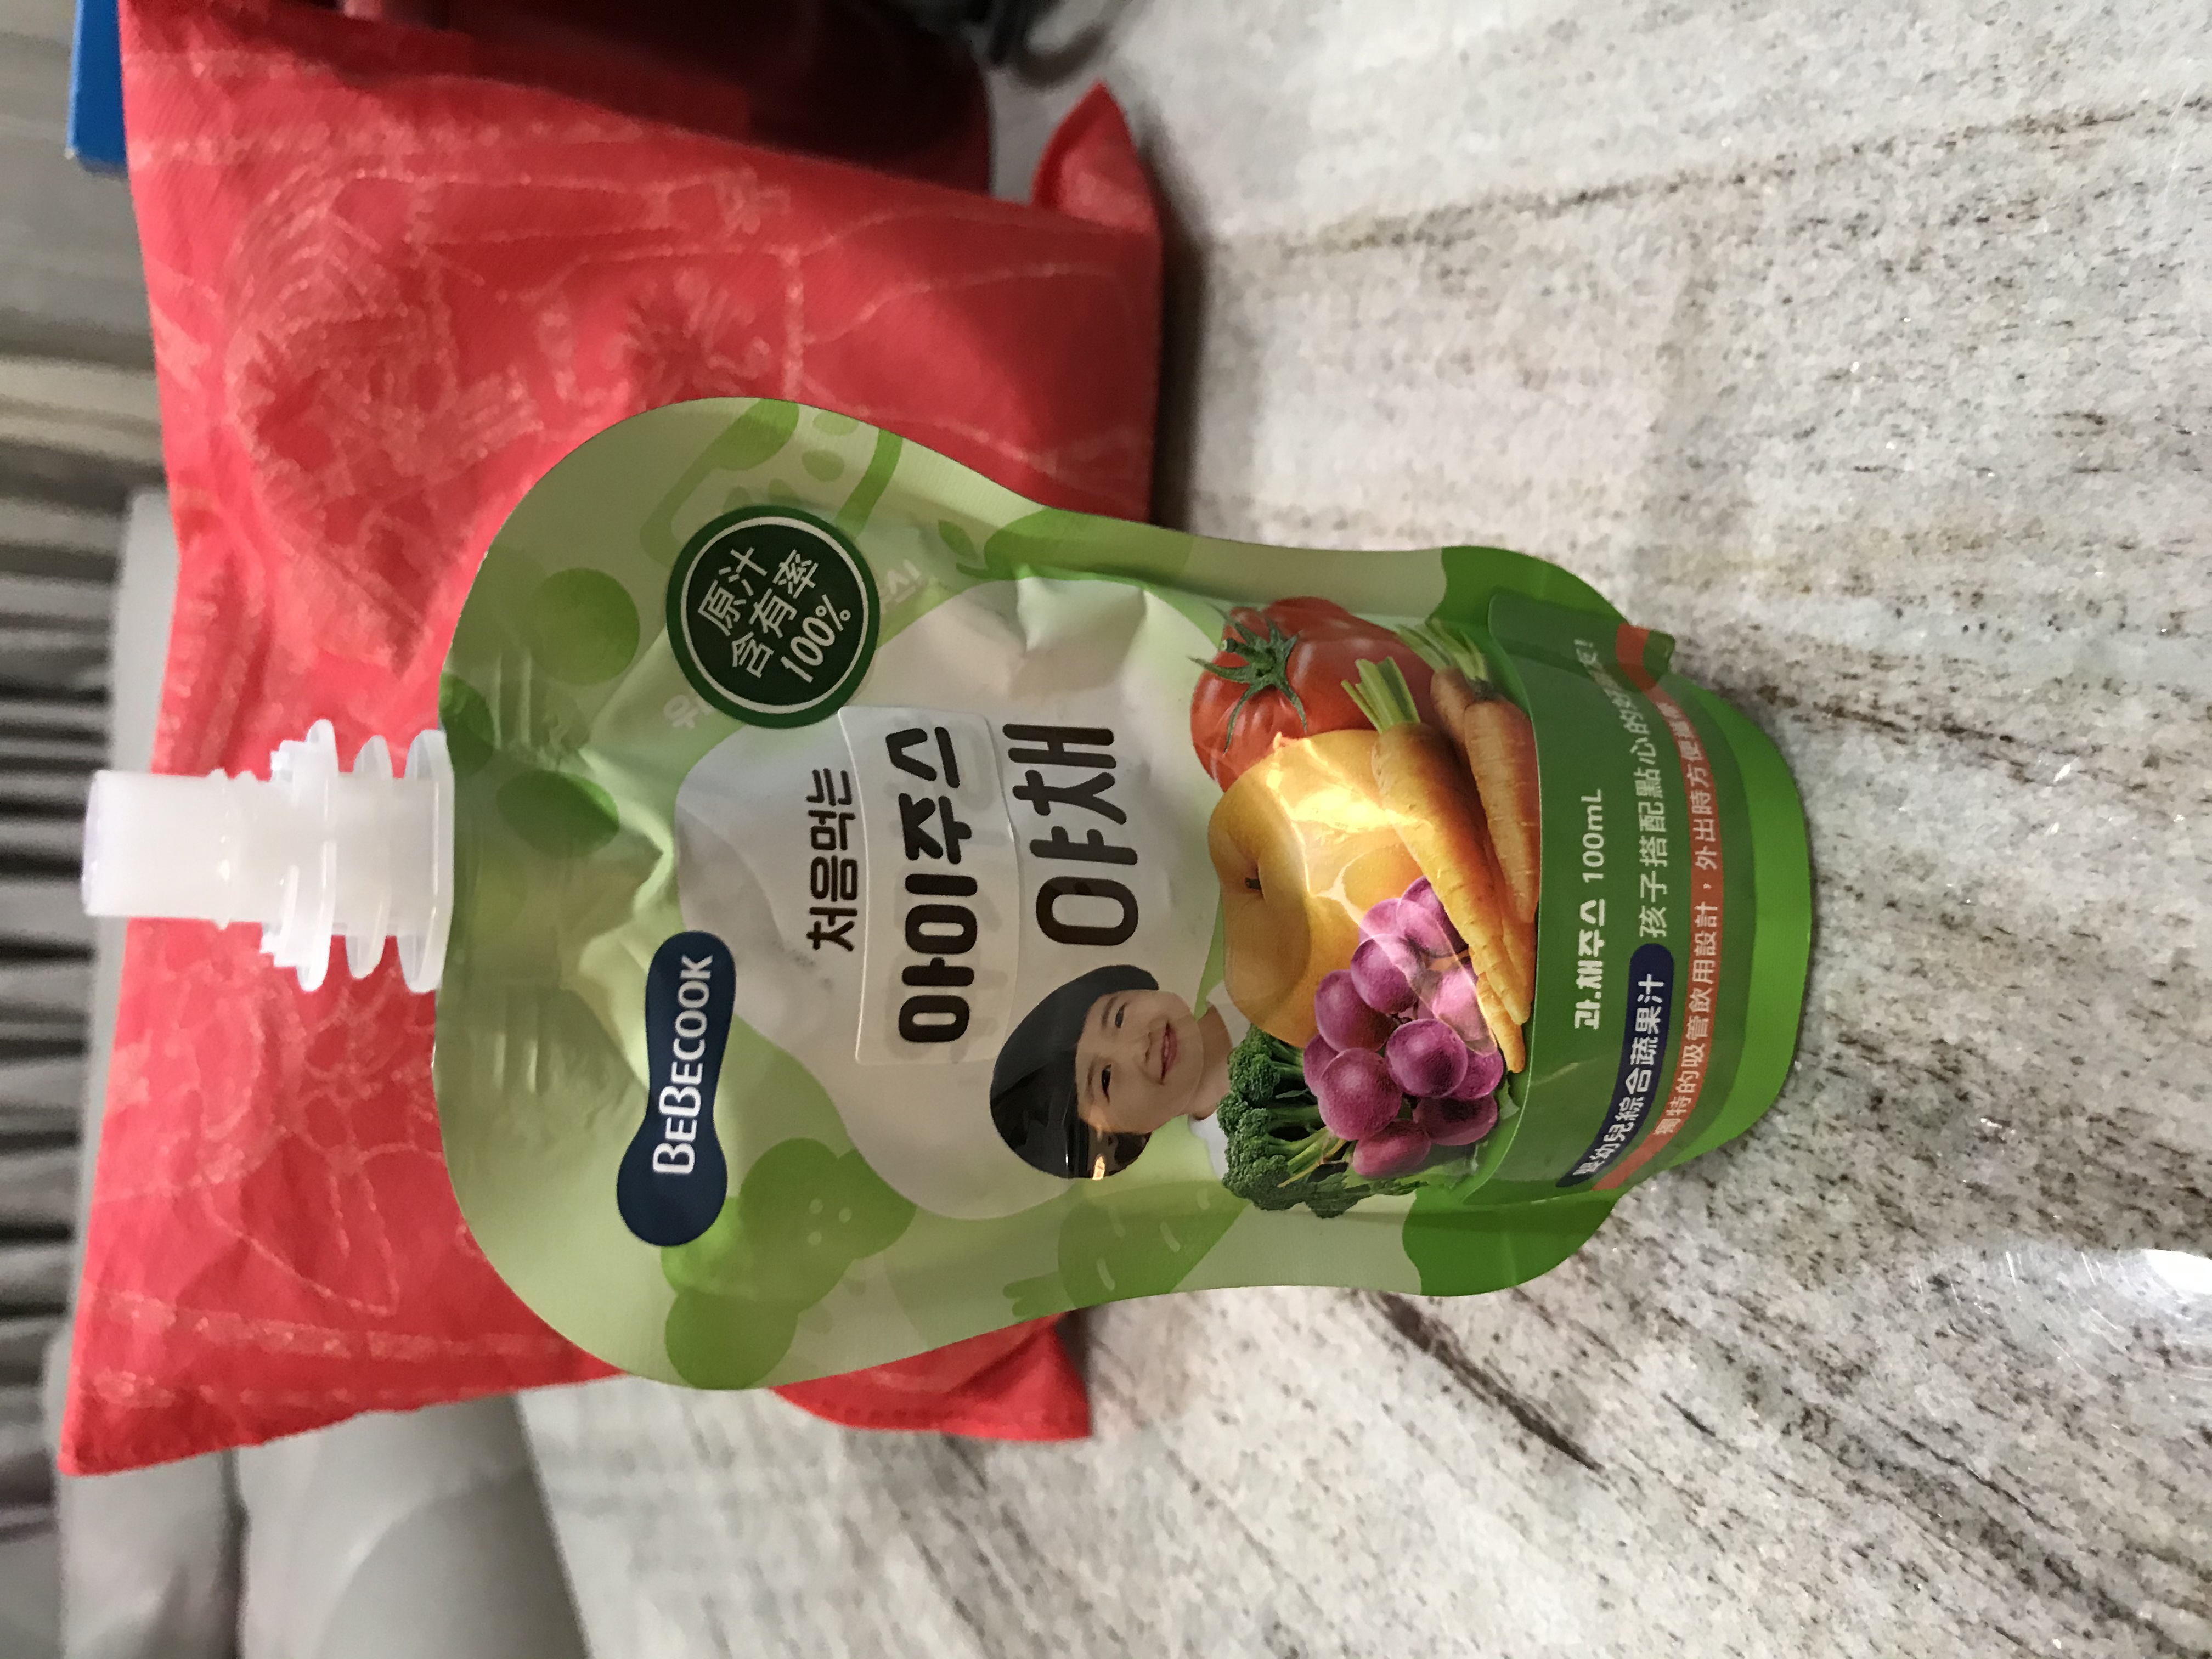 BEBECOOK
原汁
含有率
100%
처음먹는
아이주스
야채
과.채주스 100mL
嬰幼兒綜合蔬果汁 孩子搭配點心的好
獨特的吸管飲用設計，外出時方便